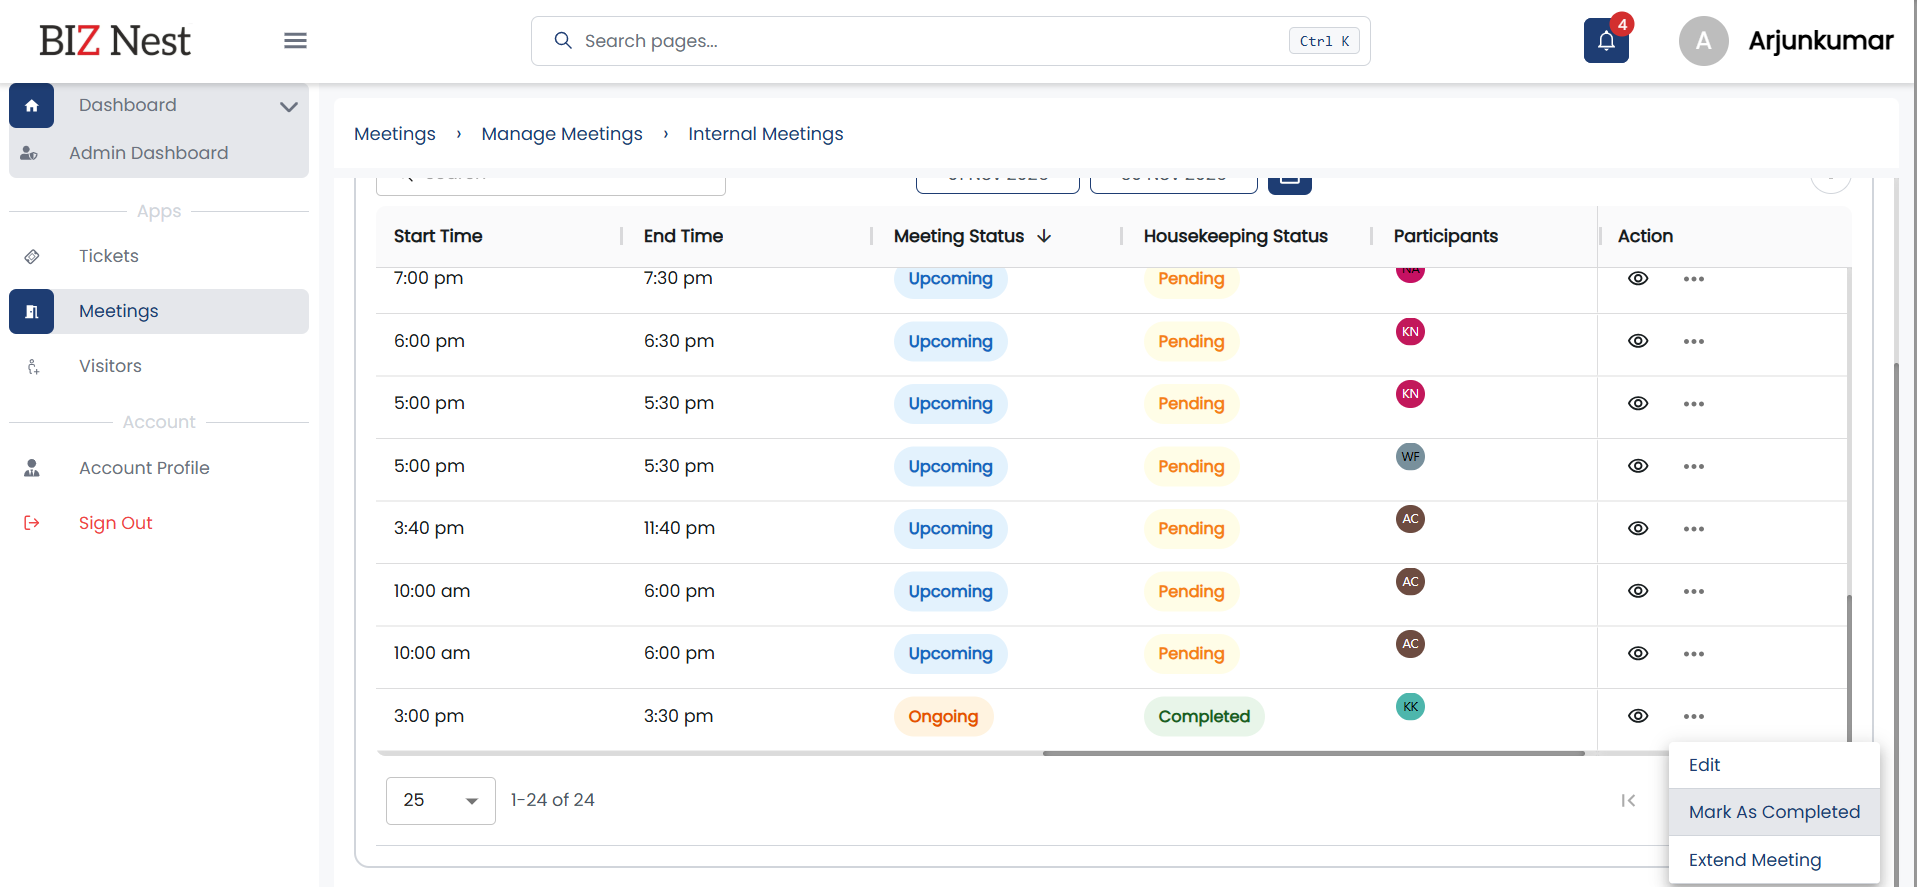 BIZ Nest
Search pages...
Ctrl K
4
A
Arjunkumar
Dashboard
Admin Dashboard
Apps
Tickets
Meetings
Visitors
Account
Account Profile
Sign Out
Meetings › Manage Meetings › Internal Meetings
Start Time End Time Meeting Status Housekeeping Status Participants Action
7:00 pm 7:30 pm Upcoming Pending NA
6:00 pm 6:30 pm Upcoming Pending KN
5:00 pm 5:30 pm Upcoming Pending KN
5:00 pm 5:30 pm Upcoming Pending WF
3:40 pm 11:40 pm Upcoming Pending AC
10:00 am 6:00 pm Upcoming Pending AC
10:00 am 6:00 pm Upcoming Pending AC
3:00 pm 3:30 pm Ongoing Completed KK
25 1-24 of 24
Edit
Mark As Completed
Extend Meeting